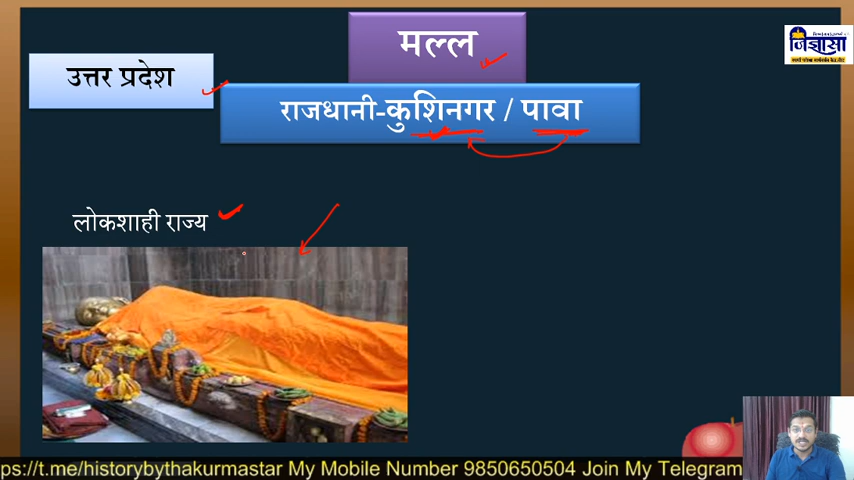 मल्ल
जिज्ञासा
उत्तर प्रदेश
राजधानी-कुशिनगर / पावा
लोकशाही राज्य
ps://t.me/historybythakurmastar My Mobile Number 9850650504 Join My Telegram